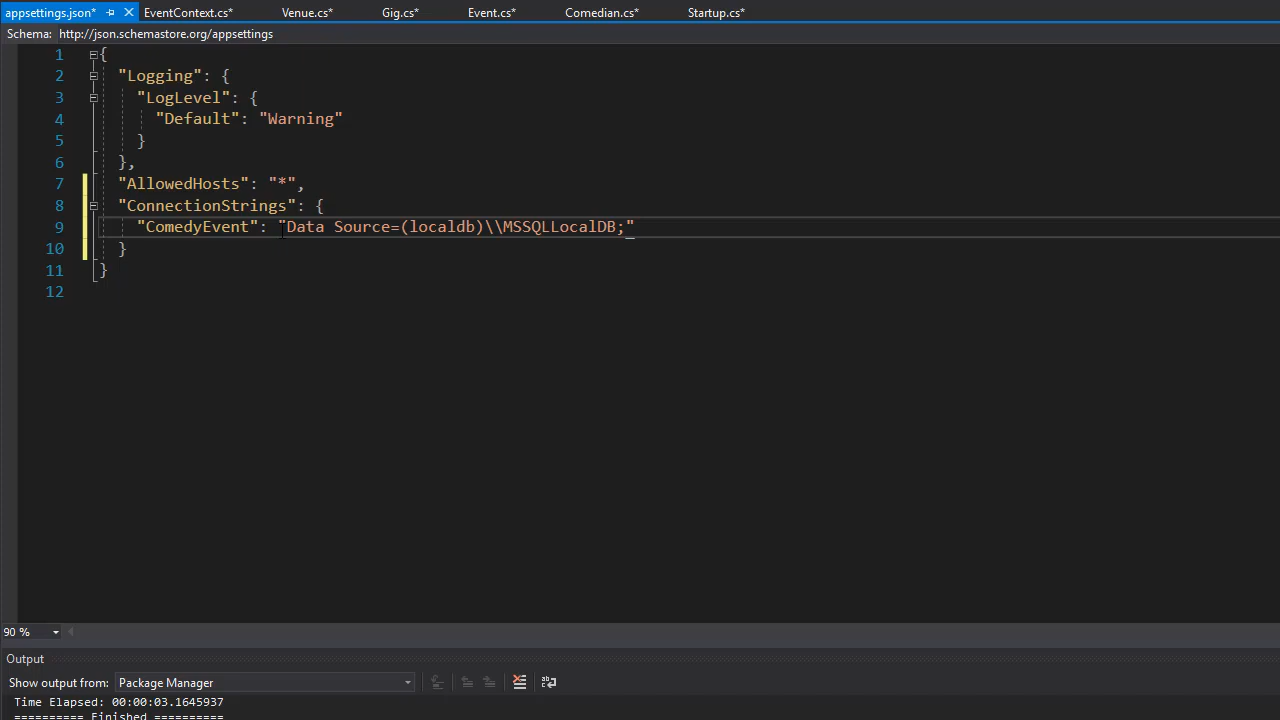 appsettings.json* EventContext.cs* Venue.cs* Gig.cs* Event.cs* Comedian.cs* Startup.cs*
Schema: http://json.schemastore.org/appsettings
1 {
2 "Logging": {
3 "LogLevel": {
4 "Default": "Warning"
5 }
6 },
7 "AllowedHosts": "*",
8 "ConnectionStrings": {
9 "ComedyEvent": "Data Source=(localdb)\\MSSQLLocalDB;"
10 }
11 }
12
90 %
Output
Show output from: Package Manager
Time Elapsed: 00:00:03.1645937
========== Finished ==========